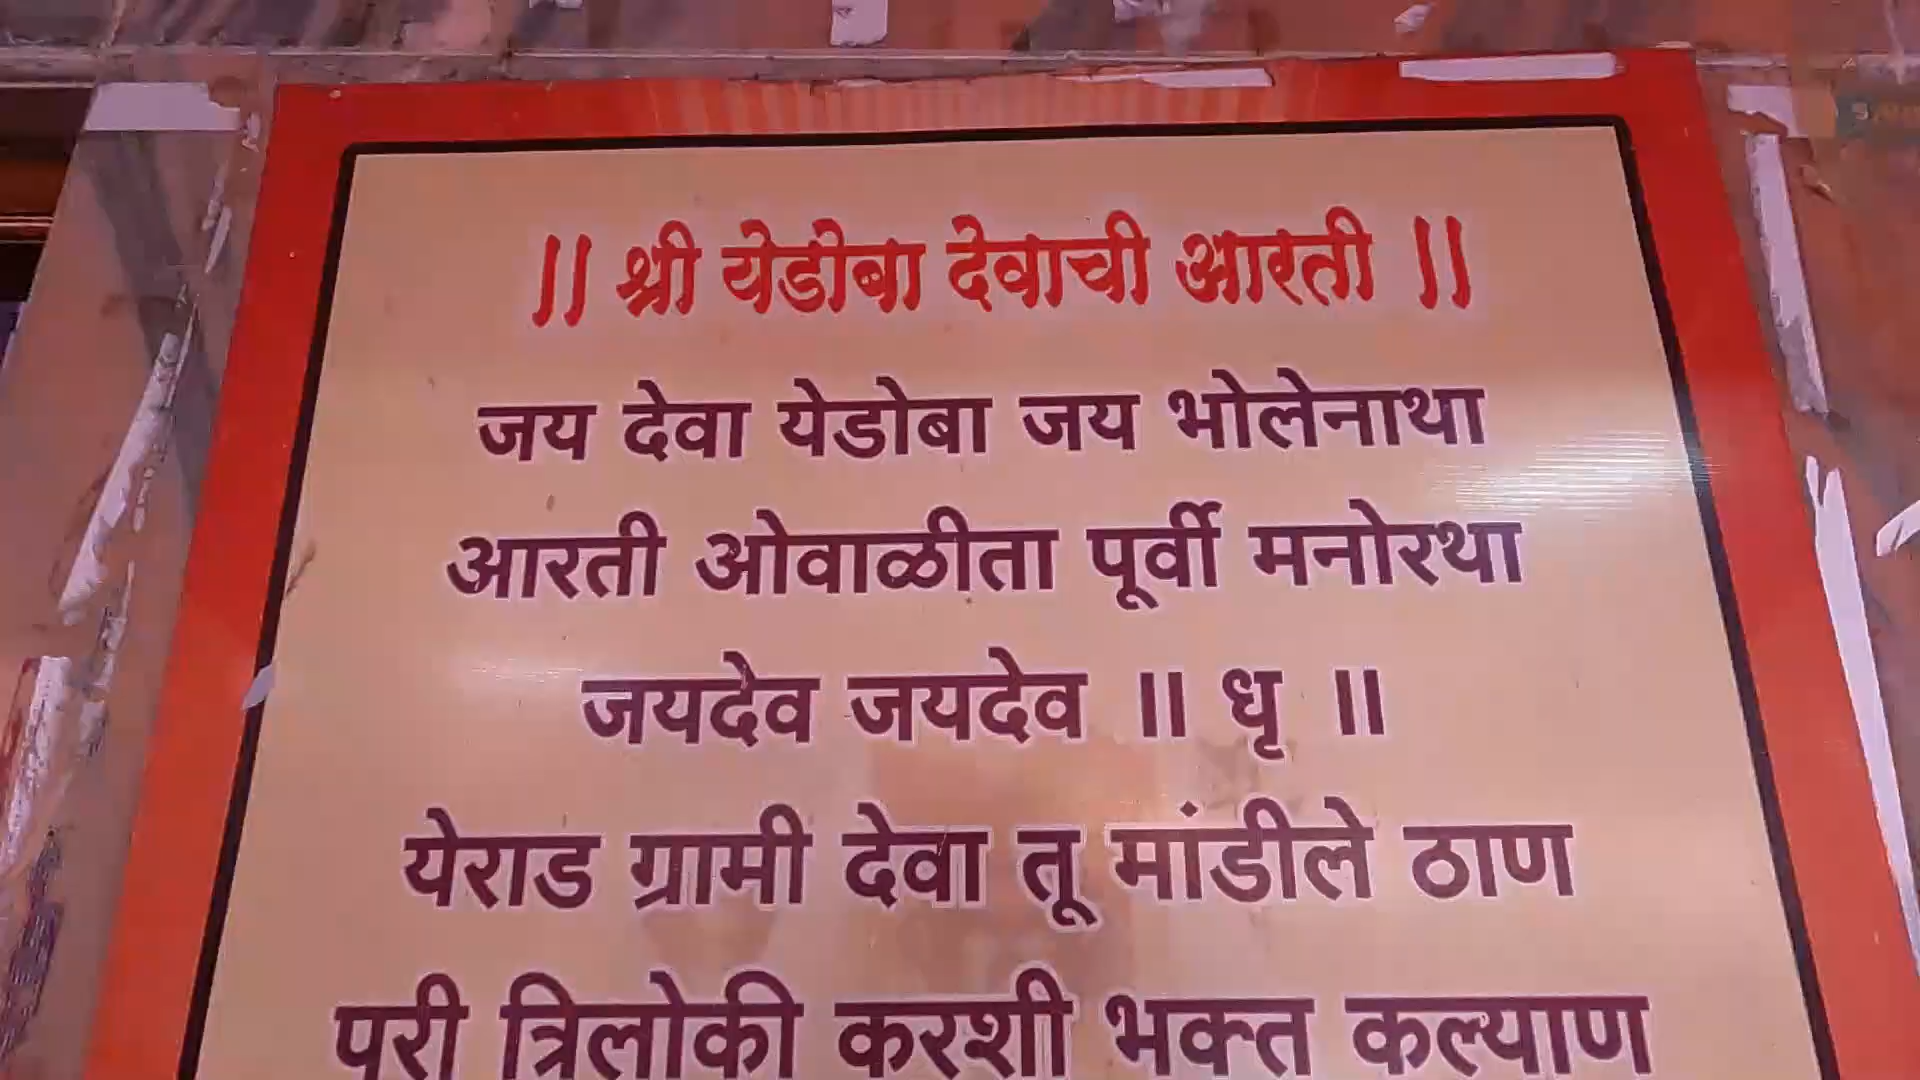 || श्री येडोबा देवाची आरती ||
जय देवा येडोबा जय भोलेनाथा
आरती ओवाळीता पूर्वी मनोरथा
जयदेव जयदेव ॥ धृ ॥
येराड ग्रामी देवा तू मांडीले ठाण
परी त्रिलोकी करशी भक्त कल्याण